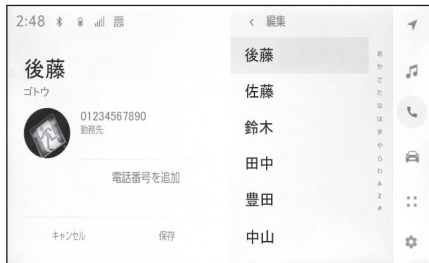 2:48
後藤
ゴトウ
01234567890
勤務先
電話番号を追加
キャンセル
保存
< 編集
後藤
佐藤
鈴木
田中
豊田
中山
あ
か
さ
た
な
は
ま
や
ら
わ
A
Z
#